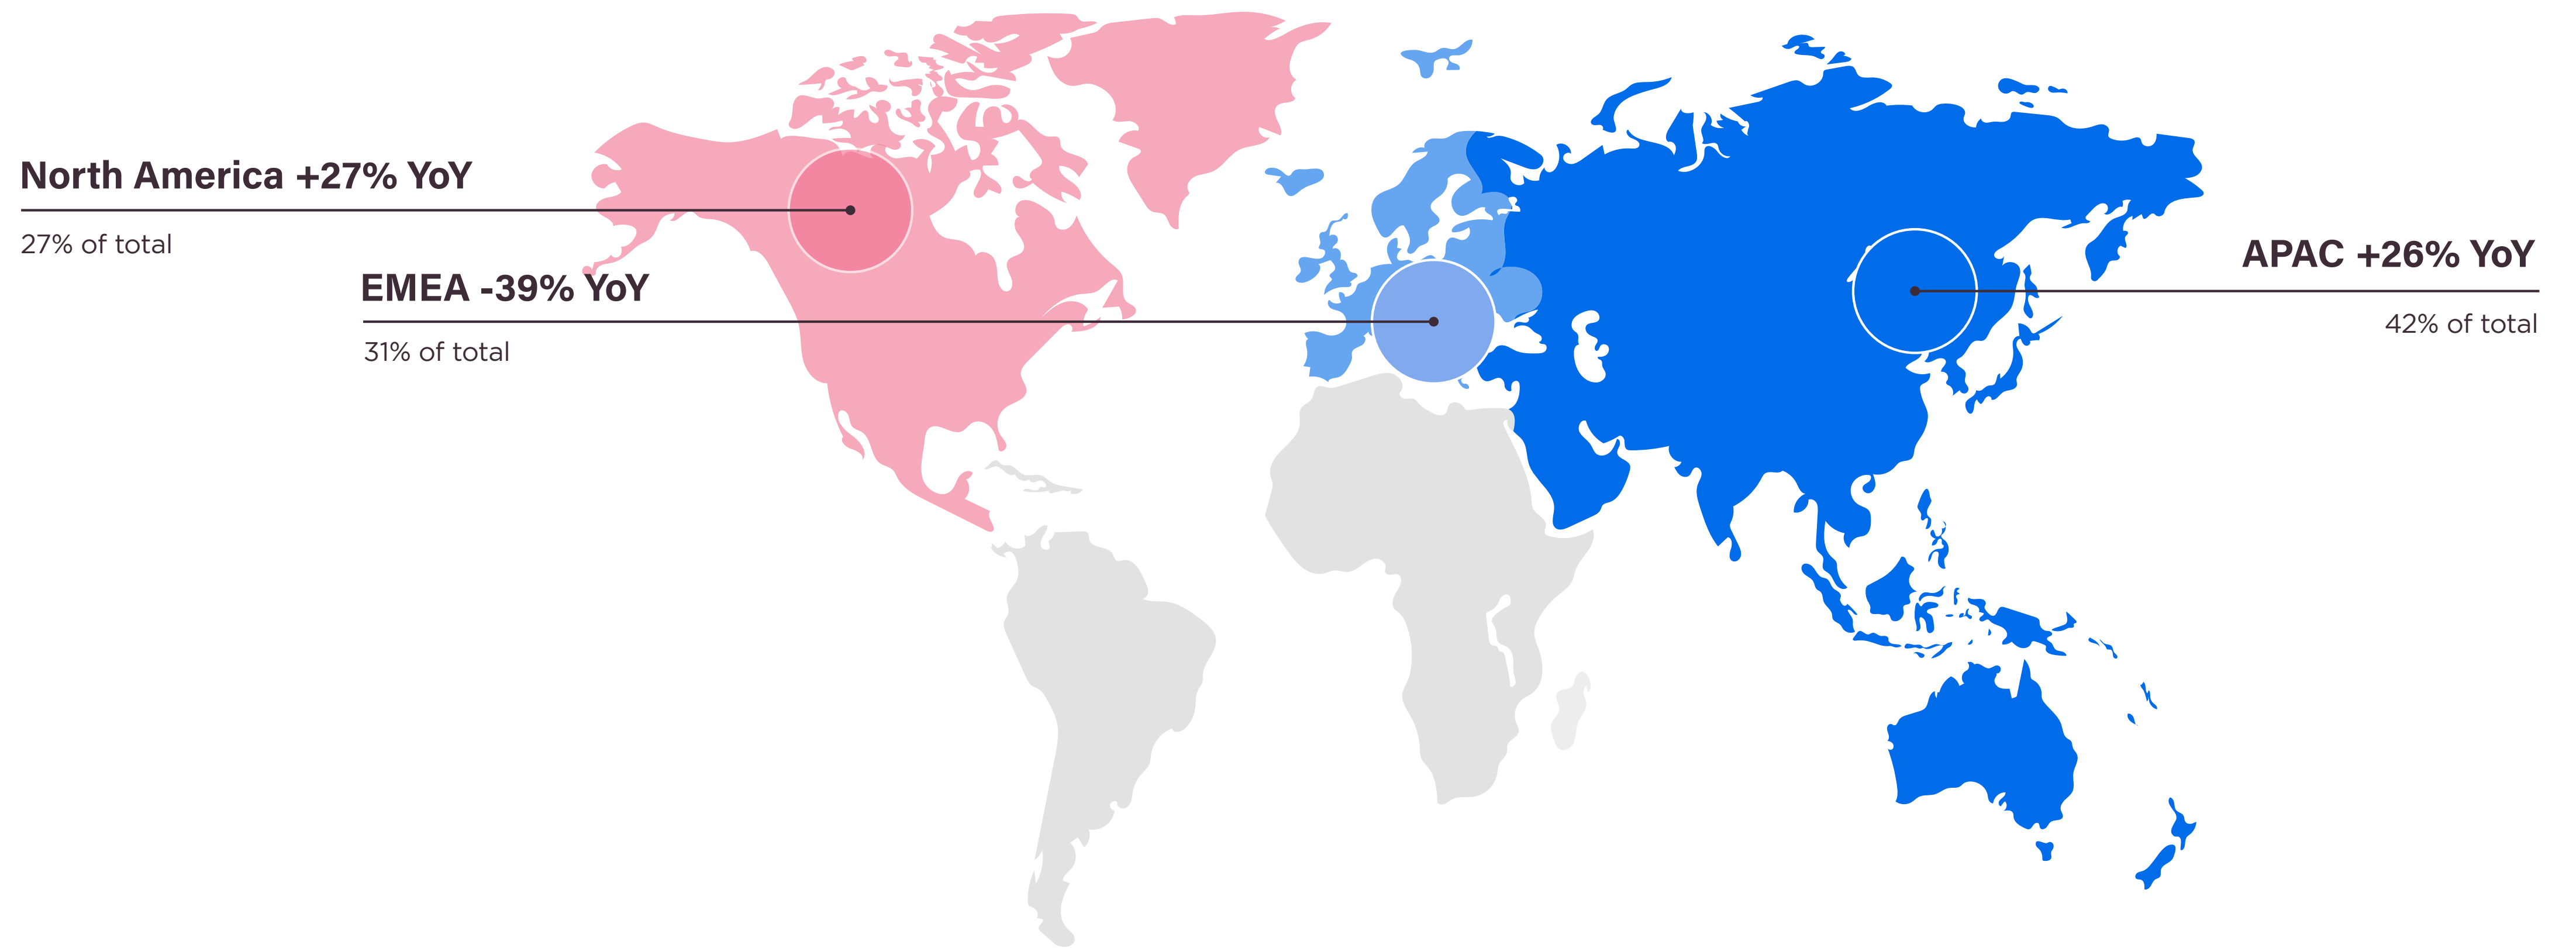 North America +27% YoY
27% of total
EMEA -39% YoY
31% of total
APAC +26% YoY
42% of total